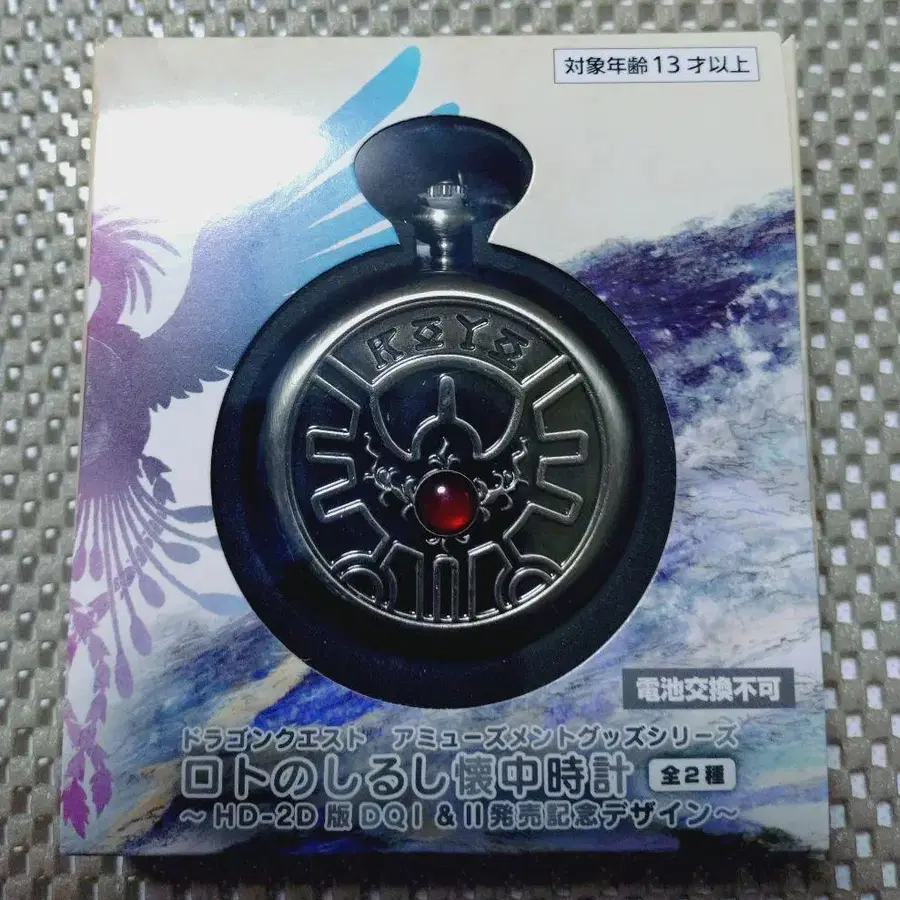 対象年齢13才以上
電池交換不可
ドラゴンクエスト　アミューズメントグッズシリーズ
ロトのしるし懐中時計 全2種
～HD-2D版DQI＆II発売記念デザイン～